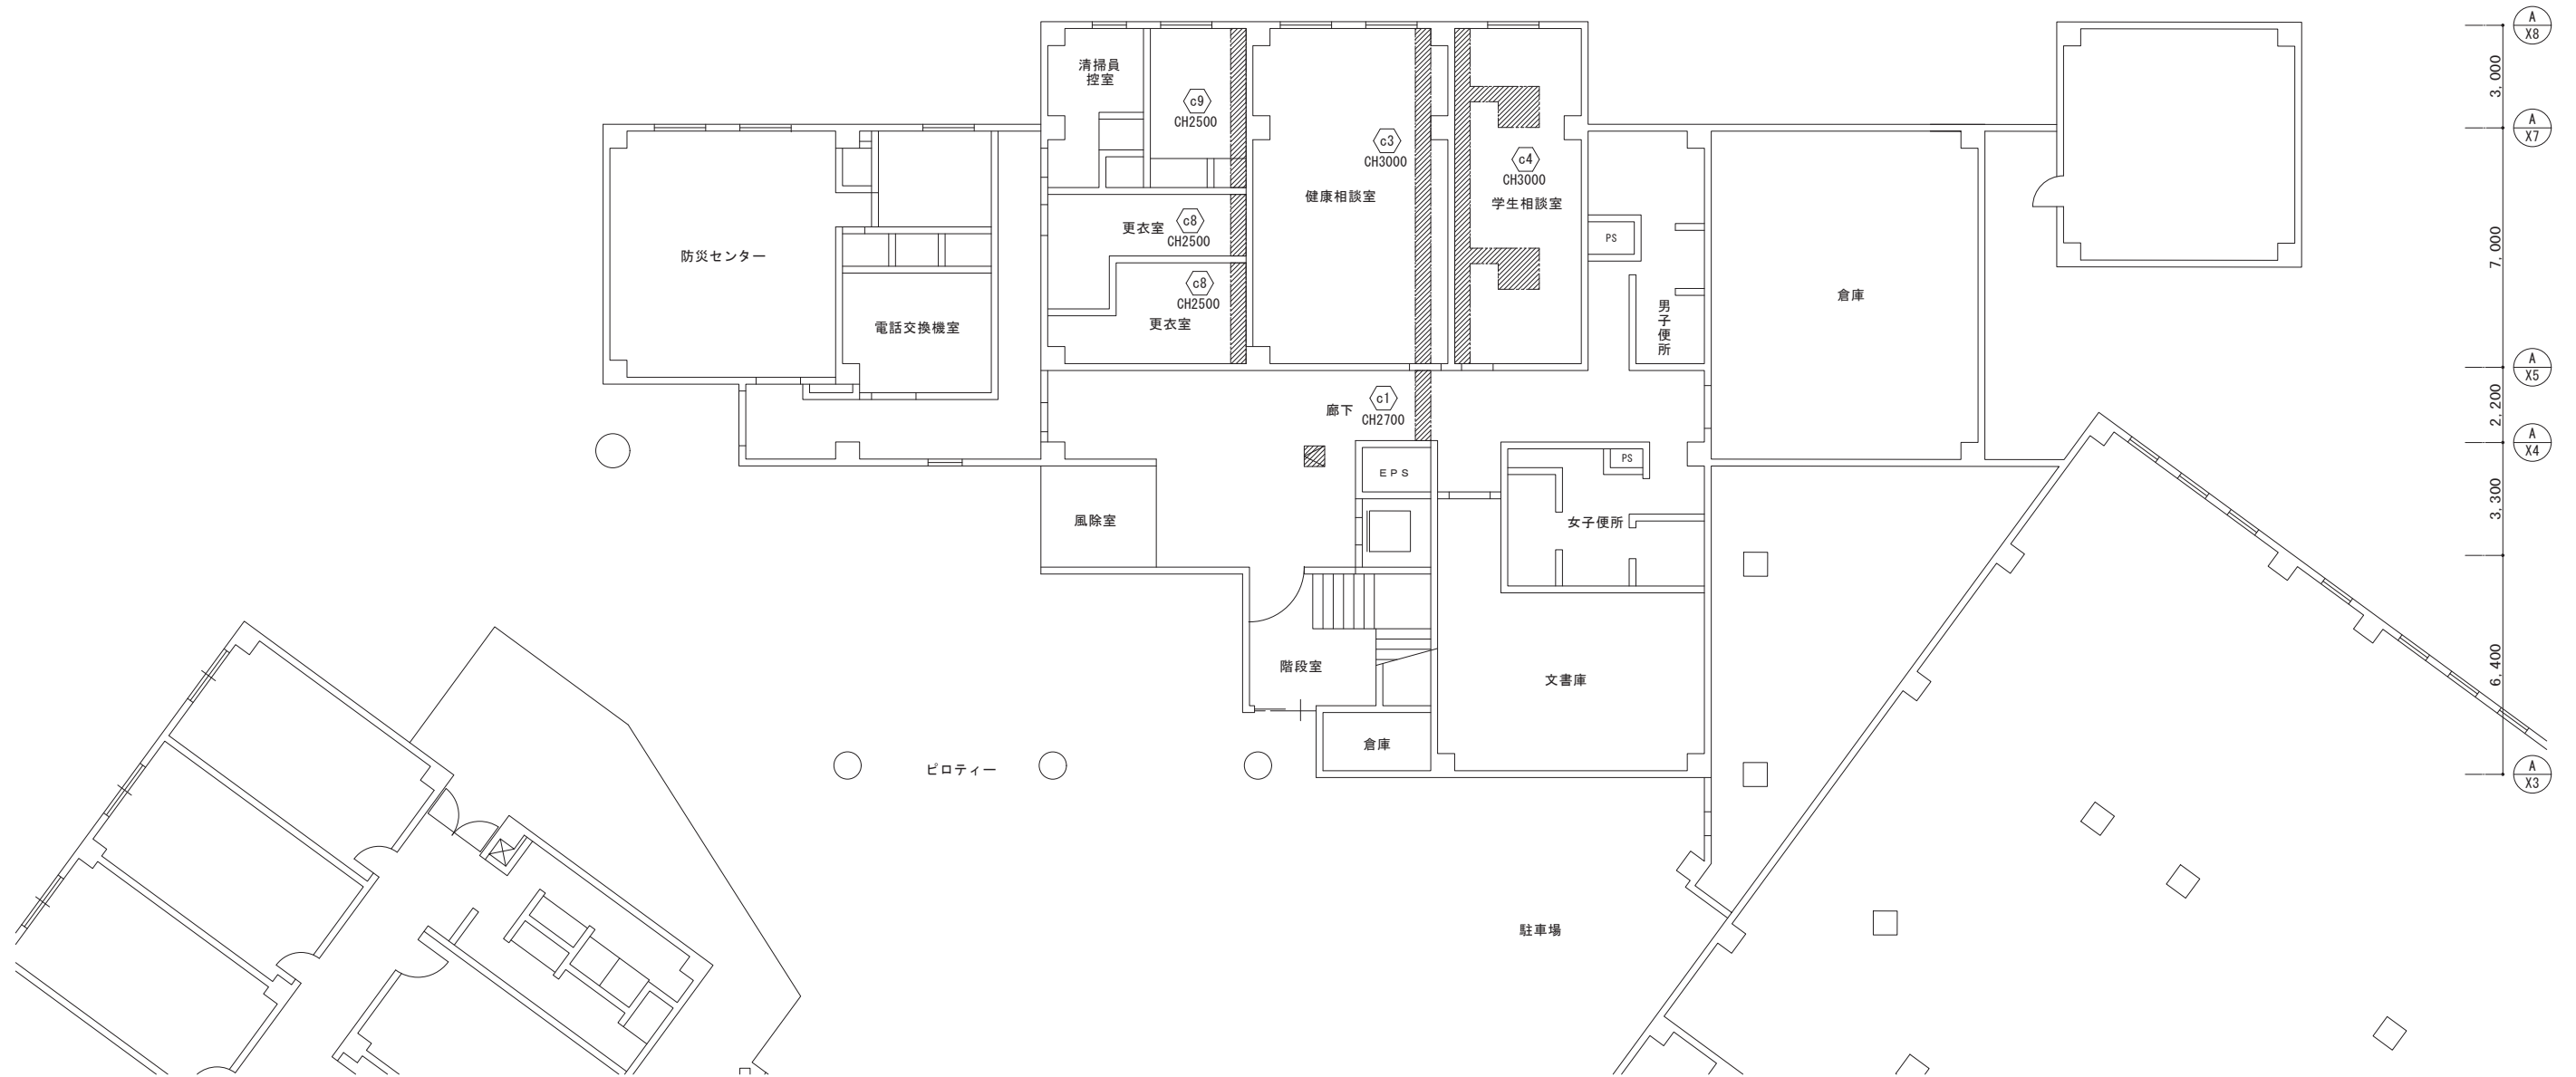 A
X8
3,000
清掃員
控室
c9
CH2500
A
X7
c3
CH3000
健康相談室
c4
CH3000
学生相談室
更衣室
c8
CH2500
PS
7,000
防災センター
c8
CH2500
更衣室
電話交換機室
男子便所
倉庫
A
X5
廊下
c1
CH2700
2,200
A
X4
EPS
PS
3,300
風除室
女子便所
階段室
文書庫
6,400
倉庫
ピロティー
A
X3
駐車場